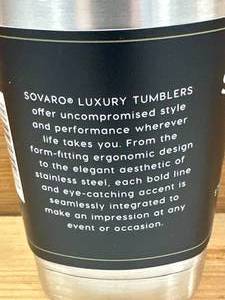 SOVARO® LUXURY TUMBLERS
offer uncompromised style
and performance wherever
life takes you. From the
form-fitting ergonomic design
to the elegant aesthetic of
stainless steel, each bold line
and eye-catching accent is
seamlessly integrated to
make an impression at any
event or occasion.